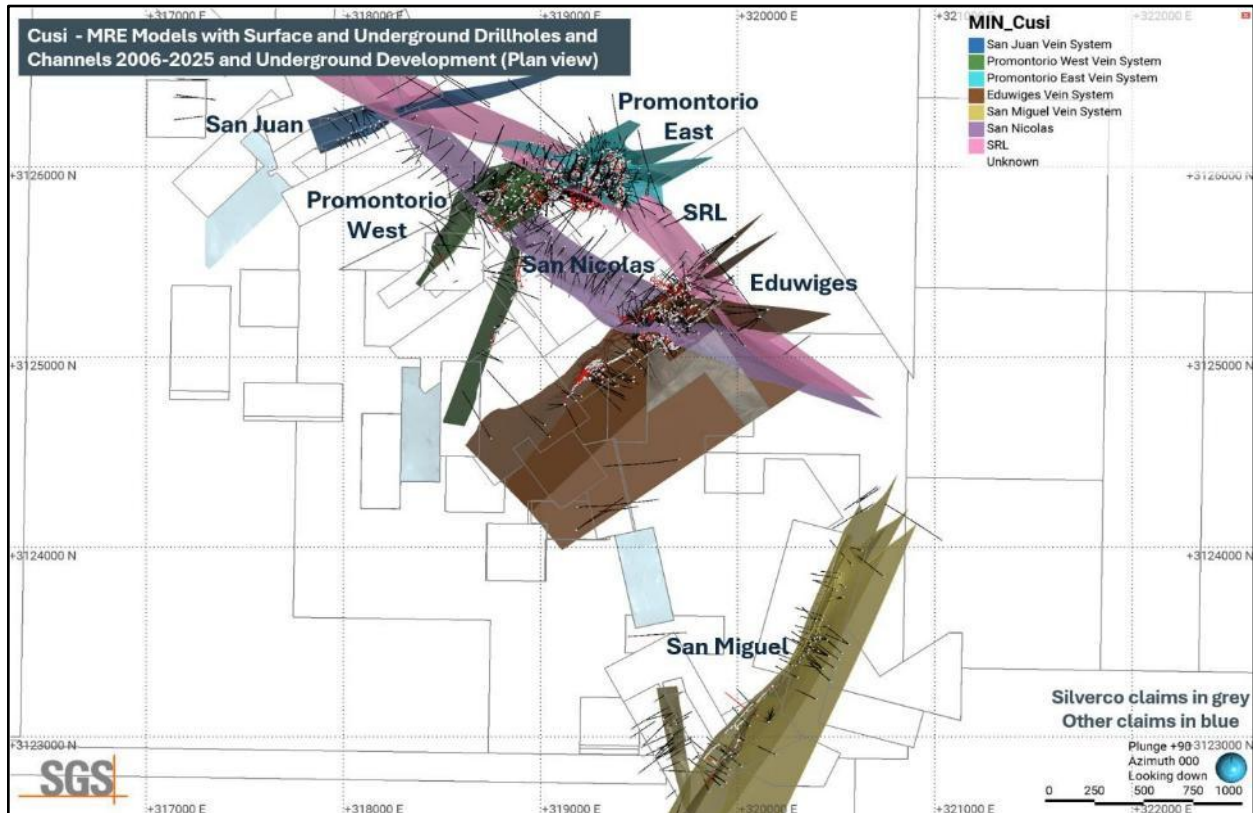 +317000 E
+318000 E
+319000 E
+320000 E
+321000 E
+322000 E
Cusi - MRE Models with Surface and Underground Drillholes and
Channels 2006-2025 and Underground Development (Plan view)
MIN_Cusi
San Juan Vein System
Promontorio West Vein System
Promontorio East Vein System
Eduwiges Vein System
San Miguel Vein System
San Nicolas
SRL
Unknown
San Juan
Promontorio
East
+3126000 N
+3126000 N
Promontorio
West
SRL
San Nicolas
Eduwiges
+3125000 N
+3125000 N
+3124000 N
+3124000 N
San Miguel
Silverco claims in grey
Other claims in blue
+3123000 N
+3123000 N
Plunge +90
Azimuth 000
Looking down
SGS
0 250 500 750 1000
+317000 E
+318000 E
+319000 E
+320000 E
+321000 E
+322000 E